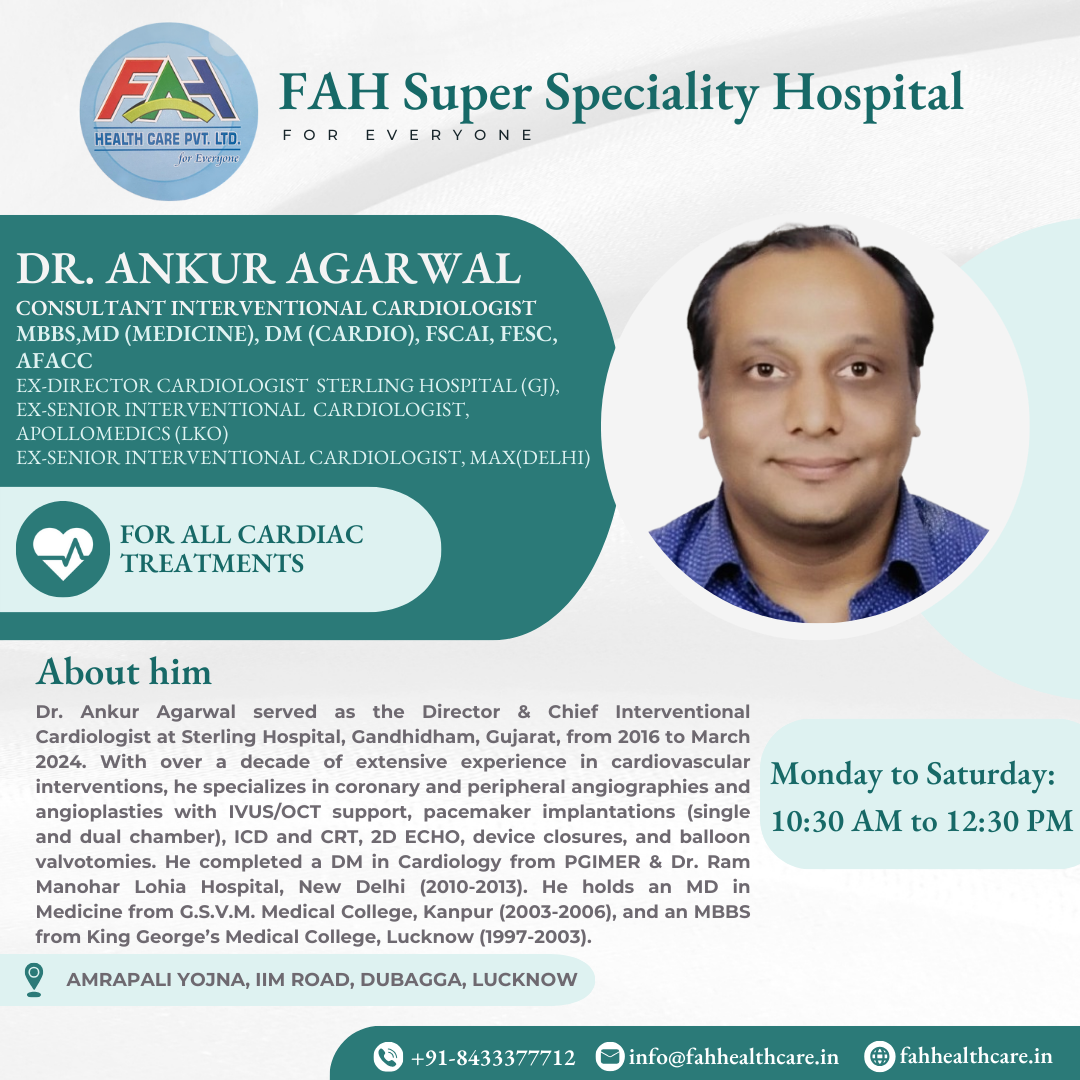 FAH
HEALTH CARE PVT. LTD.
for Everyone
FAH Super Speciality Hospital
FOR EVERYONE
DR. ANKUR AGARWAL
CONSULTANT INTERVENTIONAL CARDIOLOGIST
MBBS,MD (MEDICINE), DM (CARDIO), FSCAI, FESC,
AFACC
EX-DIRECTOR CARDIOLOGIST STERLING HOSPITAL (GJ),
EX-SENIOR INTERVENTIONAL CARDIOLOGIST,
APOLLOMEDICS (LKO)
EX-SENIOR INTERVENTIONAL CARDIOLOGIST, MAX(DELHI)
FOR ALL CARDIAC
TREATMENTS
About him
Dr. Ankur Agarwal served as the Director & Chief Interventional
Cardiologist at Sterling Hospital, Gandhidham, Gujarat, from 2016 to March
2024. With over a decade of extensive experience in cardiovascular
interventions, he specializes in coronary and peripheral angiographies and
angioplasties with IVUS/OCT support, pacemaker implantations (single
and dual chamber), ICD and CRT, 2D ECHO, device closures, and balloon
valvotomies. He completed a DM in Cardiology from PGIMER & Dr. Ram
Manohar Lohia Hospital, New Delhi (2010-2013). He holds an MD in
Medicine from G.S.V.M. Medical College, Kanpur (2003-2006), and an MBBS
from King George’s Medical College, Lucknow (1997-2003).
Monday to Saturday:
10:30 AM to 12:30 PM
AMRAPALI YOJNA, IIM ROAD, DUBAGGA, LUCKNOW
+91-8433377712
info@fahhealthcare.in
fahhealthcare.in